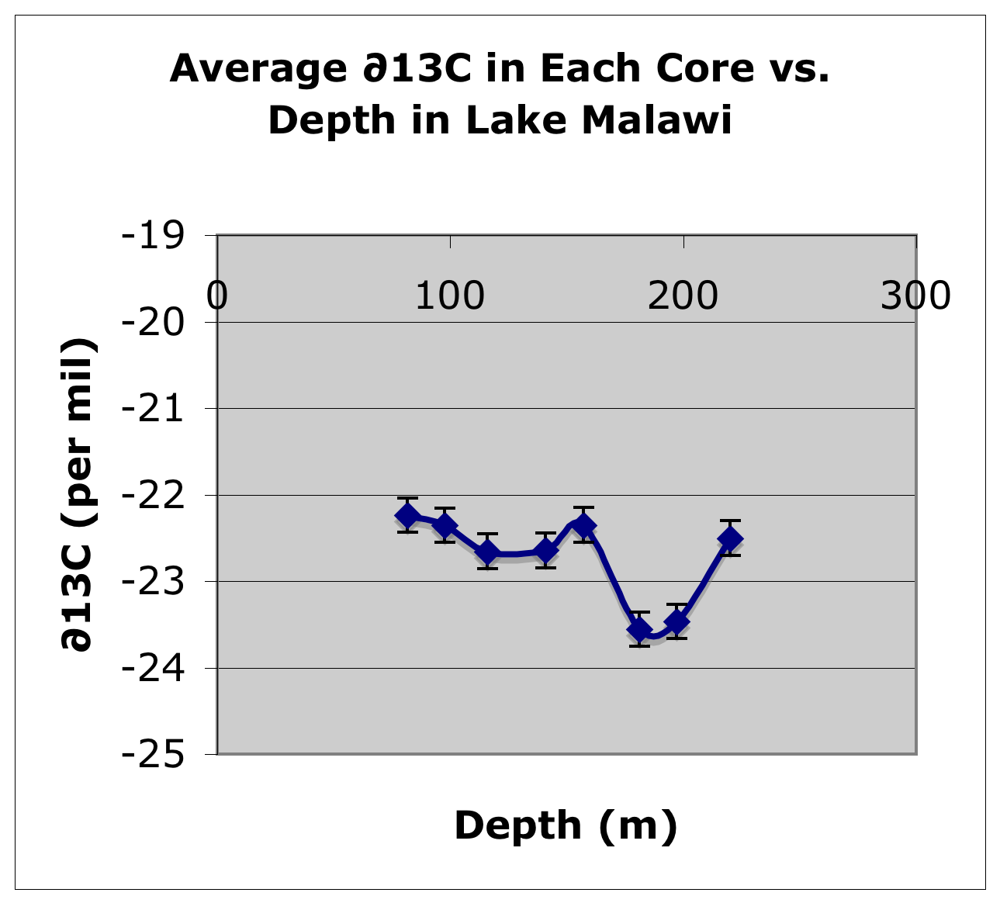 Average ∂13C in Each Core vs.
Depth in Lake Malawi
-19
0
100
200
300
-20
-21
-22
-23
-24
-25
∂13C (per mil)
Depth (m)